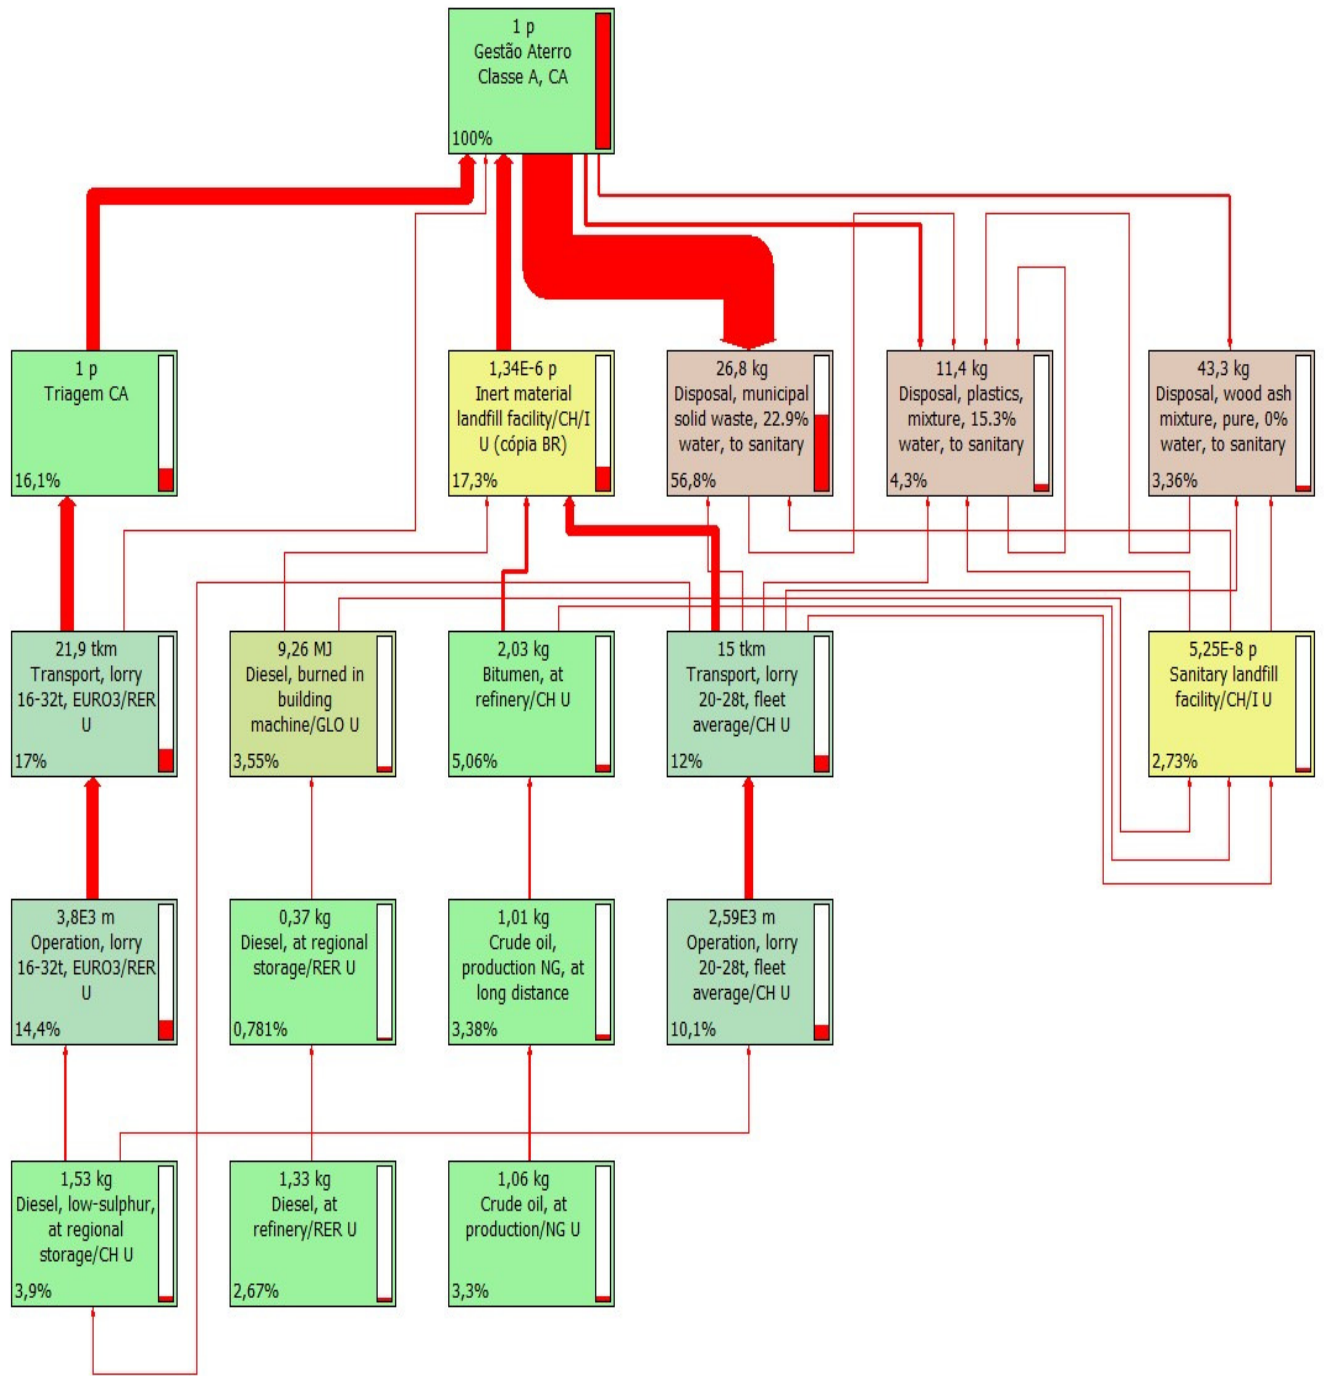 1 p
Gestão Aterro
Classe A, CA
100%
1 p
Triagem CA
16,1%
1,34E-6 p
Inert material
landfill facility/CH/I
U (cópia BR)
17,3%
26,8 kg
Disposal, municipal
solid waste, 22.9%
water, to sanitary
56,8%
11,4 kg
Disposal, plastics,
mixture, 15.3%
water, to sanitary
4,3%
43,3 kg
Disposal, wood ash
mixture, pure, 0%
water, to sanitary
3,36%
21,9 tkm
Transport, lorry
16-32t, EURO3/RER
U
17%
9,26 MJ
Diesel, burned in
building
machine/GLO U
3,55%
2,03 kg
Bitumen, at
refinery/CH U
5,06%
15 tkm
Transport, lorry
20-28t, fleet
average/CH U
12%
5,25E-8 p
Sanitary landfill
facility/CH/I U
2,73%
3,8E3 m
Operation, lorry
16-32t, EURO3/RER
U
14,4%
0,37 kg
Diesel, at regional
storage/RER U
0,781%
1,01 kg
Crude oil,
production NG, at
long distance
3,38%
2,59E3 m
Operation, lorry
20-28t, fleet
average/CH U
10,1%
1,53 kg
Diesel, low-sulphur,
at regional
storage/CH U
3,9%
1,33 kg
Diesel, at
refinery/RER U
2,67%
1,06 kg
Crude oil, at
production/NG U
3,3%